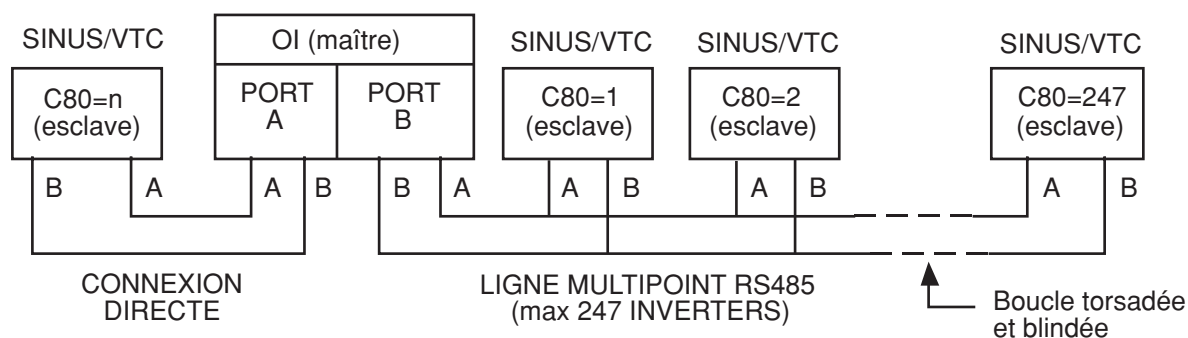 SINUS/VTC
OI (maître)
SINUS/VTC
SINUS/VTC
SINUS/VTC
C80=n
(esclave)
PORT
A
PORT
B
C80=1
(esclave)
C80=2
(esclave)
C80=247
(esclave)
B A A B B A A B A B A B
CONNEXION
DIRECTE
LIGNE MULTIPOINT RS485
(max 247 INVERTERS)
Boucle torsadée
et blindée